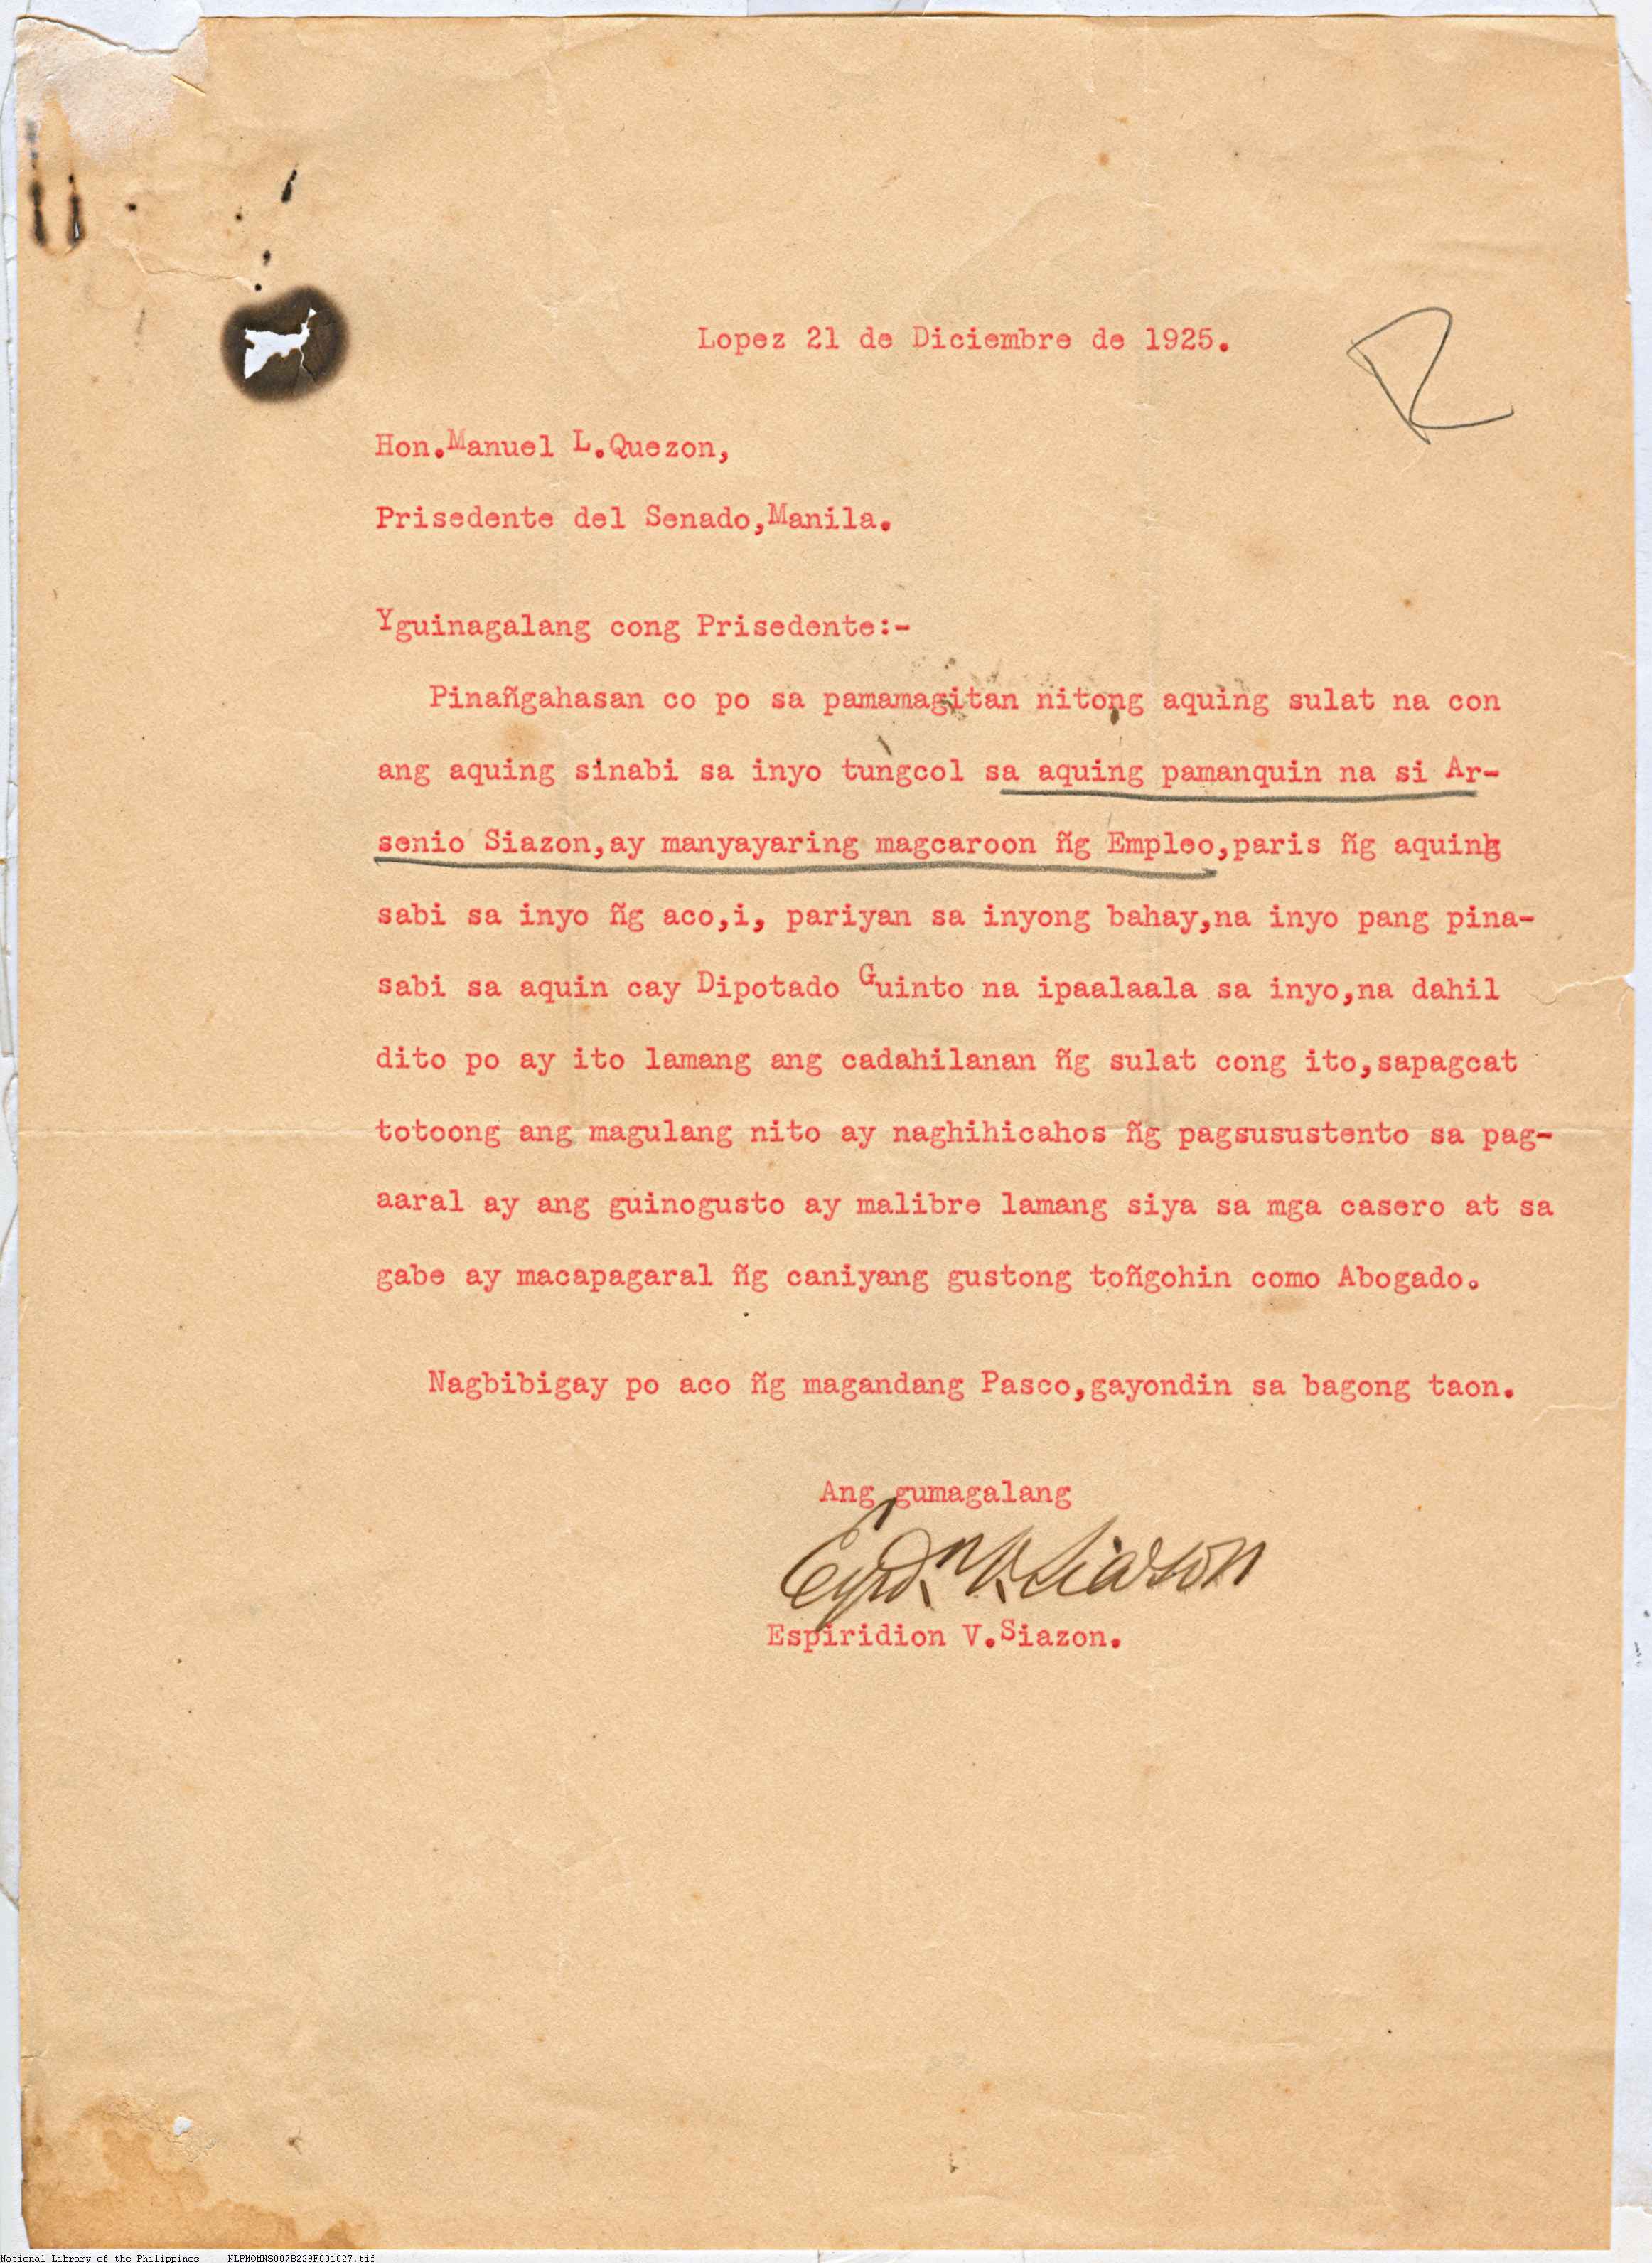 Lopez 21 de Diciembre de 1925.
R
Hon.Manuel L.Quezon,
Prisedente del Senado,Manila.
Yguinagalang cong Prisedente:-
Pinañgahasan co po sa pamamagitan nitong aquing sulat na con
ang aquing sinabi sa inyo tungcol sa aquing pamanquin na si Ar-
senio Siazon,ay manyayaring magcaroon ñg Empleo,paris ñg aquing
sabi sa inyo ñg aco,i, pariyan sa inyong bahay,na inyo pang pina-
sabi sa aquin cay Dipotado Guinto na ipaalaala sa inyo,na dahil
dito po ay ito lamang ang cadahilanan ñg sulat cong ito,sapagcat
totoong ang magulang nito ay naghihicahos ñg pagsusustento sa pag-
aaral ay ang guinogusto ay malibre lamang siya sa mga casero at sa
gabe ay macapagaral ñg caniyang gustong toñgohin como Abogado.
Nagbibigay po aco ñg magandang Pasco,gayondin sa bagong taon.
Ang gumagalang
Espdn. V. Siazon
Espiridion V.Siazon.
National Library of the Philippines NLPMQMNS007B229F001027.tif